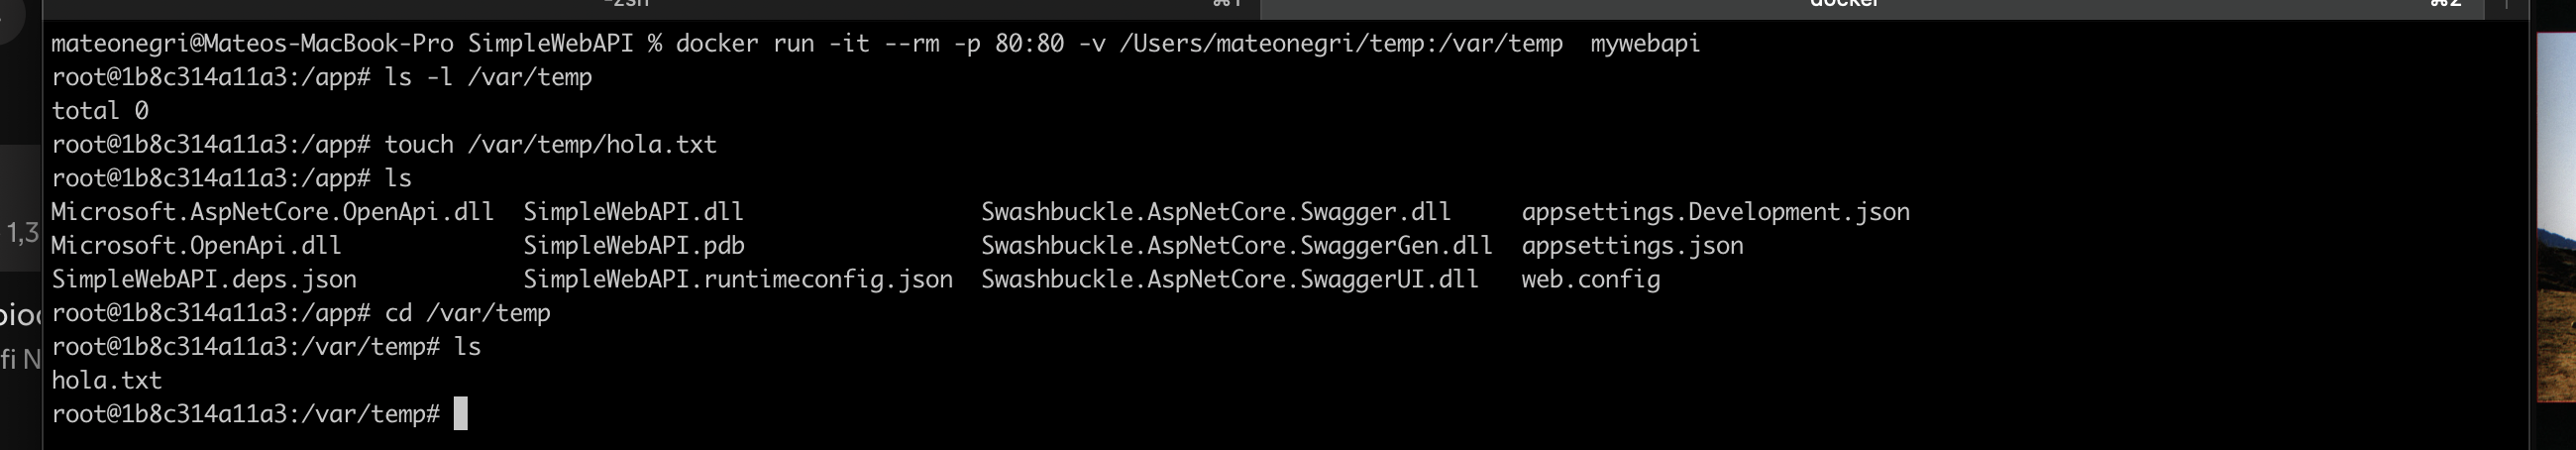 -zsh ⌘1 docker ⌘2
mateonegri@Mateos-MacBook-Pro SimpleWebAPI % docker run -it --rm -p 80:80 -v /Users/mateonegri/temp:/var/temp  mywebapi
root@1b8c314a11a3:/app# ls -l /var/temp
total 0
root@1b8c314a11a3:/app# touch /var/temp/hola.txt
root@1b8c314a11a3:/app# ls
Microsoft.AspNetCore.OpenApi.dll  SimpleWebAPI.dll                 Swashbuckle.AspNetCore.Swagger.dll     appsettings.Development.json
Microsoft.OpenApi.dll             SimpleWebAPI.pdb                 Swashbuckle.AspNetCore.SwaggerGen.dll  appsettings.json
SimpleWebAPI.deps.json            SimpleWebAPI.runtimeconfig.json  Swashbuckle.AspNetCore.SwaggerUI.dll   web.config
root@1b8c314a11a3:/app# cd /var/temp
root@1b8c314a11a3:/var/temp# ls
hola.txt
root@1b8c314a11a3:/var/temp#
1,3
fi N